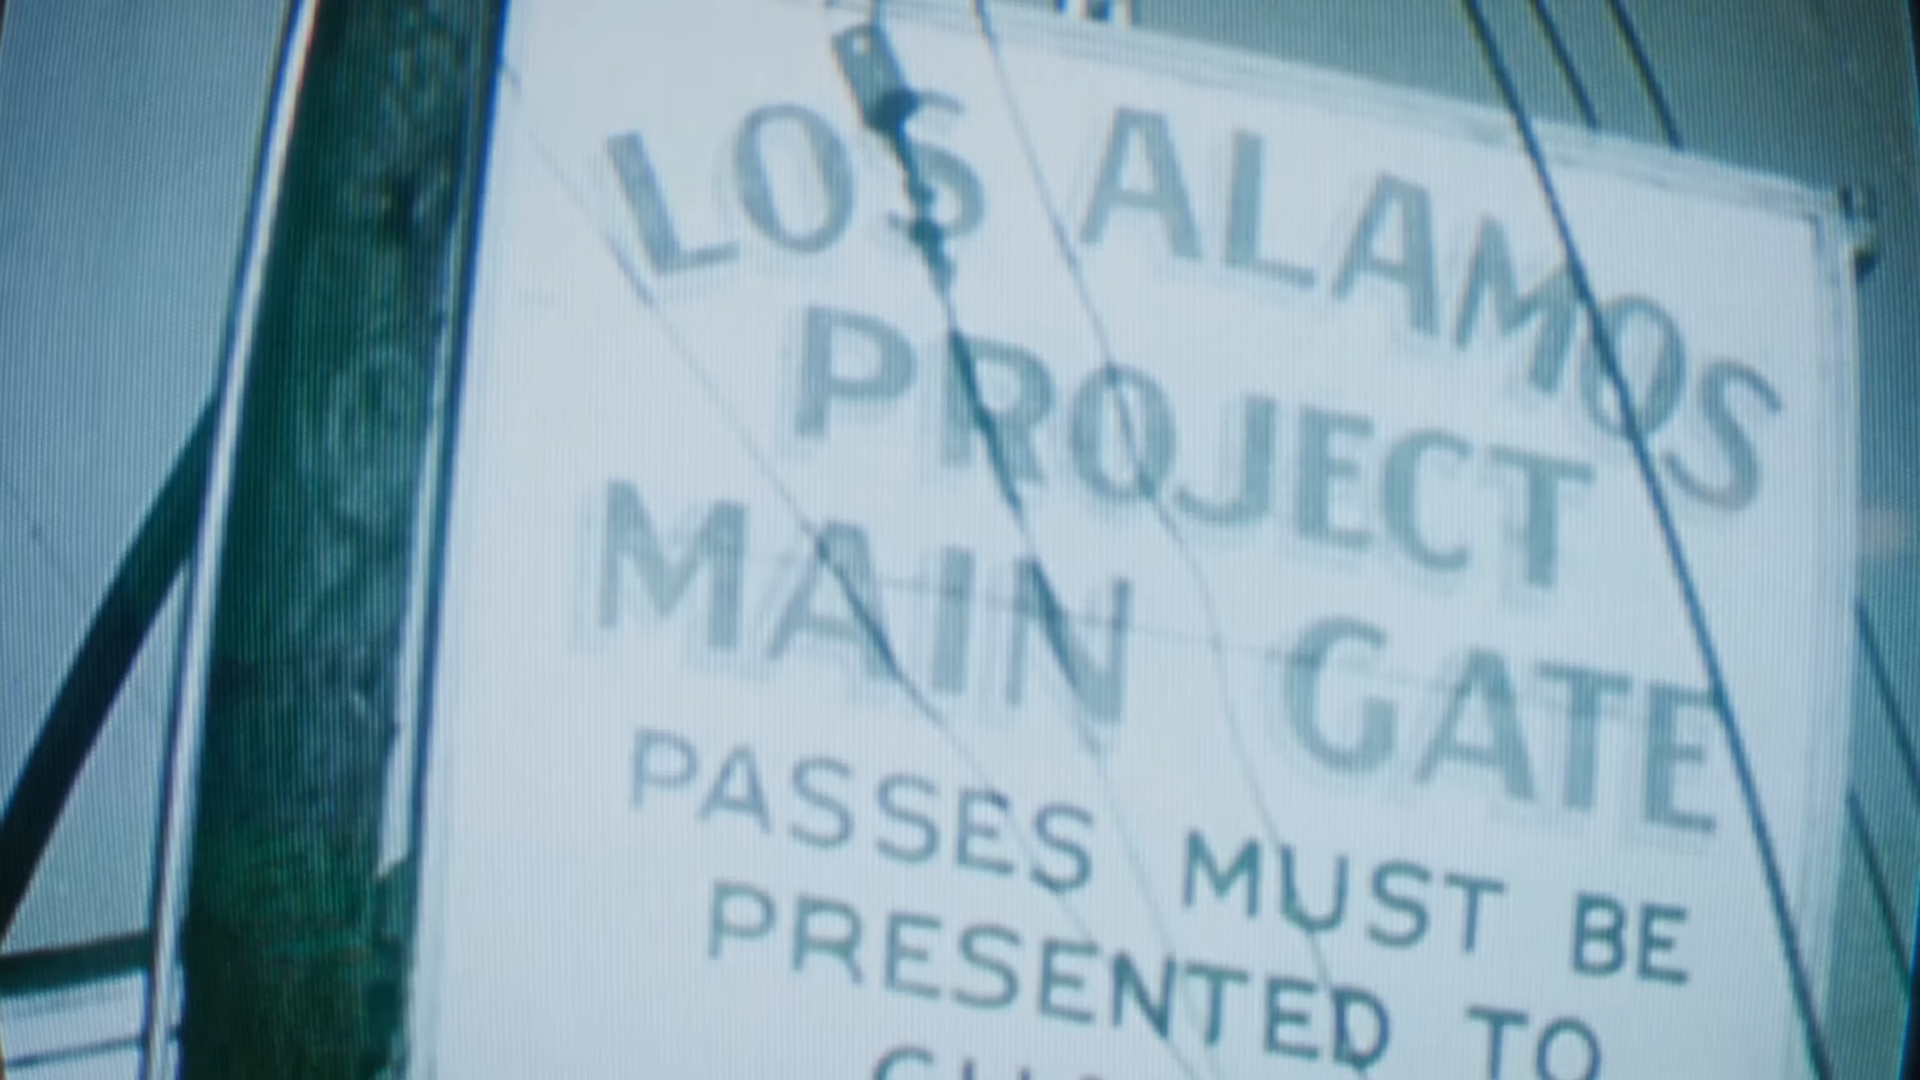 LOS ALAMOS
PROJECT
MAIN GATE
PASSES MUST BE
PRESENTED TO